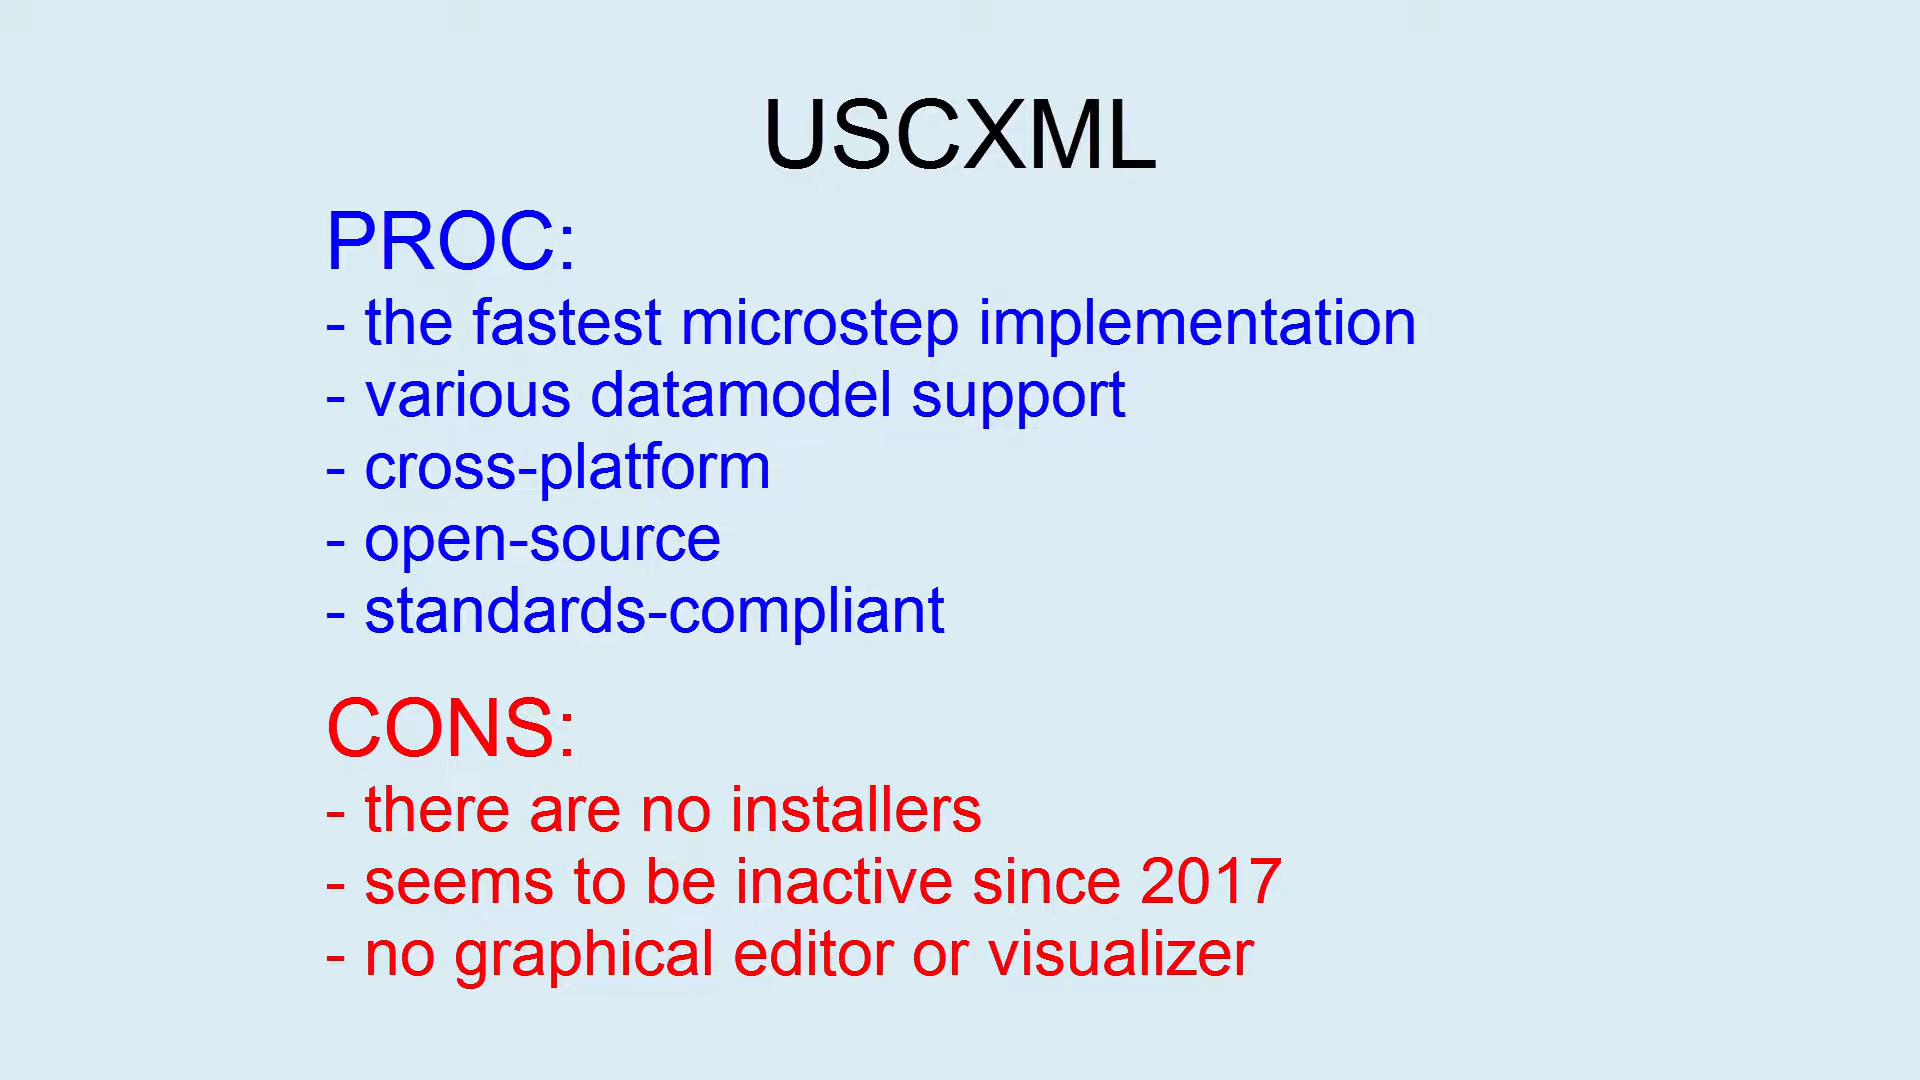 USCXML
PROC:
- the fastest microstep implementation
- various datamodel support
- cross-platform
- open-source
- standards-compliant
CONS:
- there are no installers
- seems to be inactive since 2017
- no graphical editor or visualizer